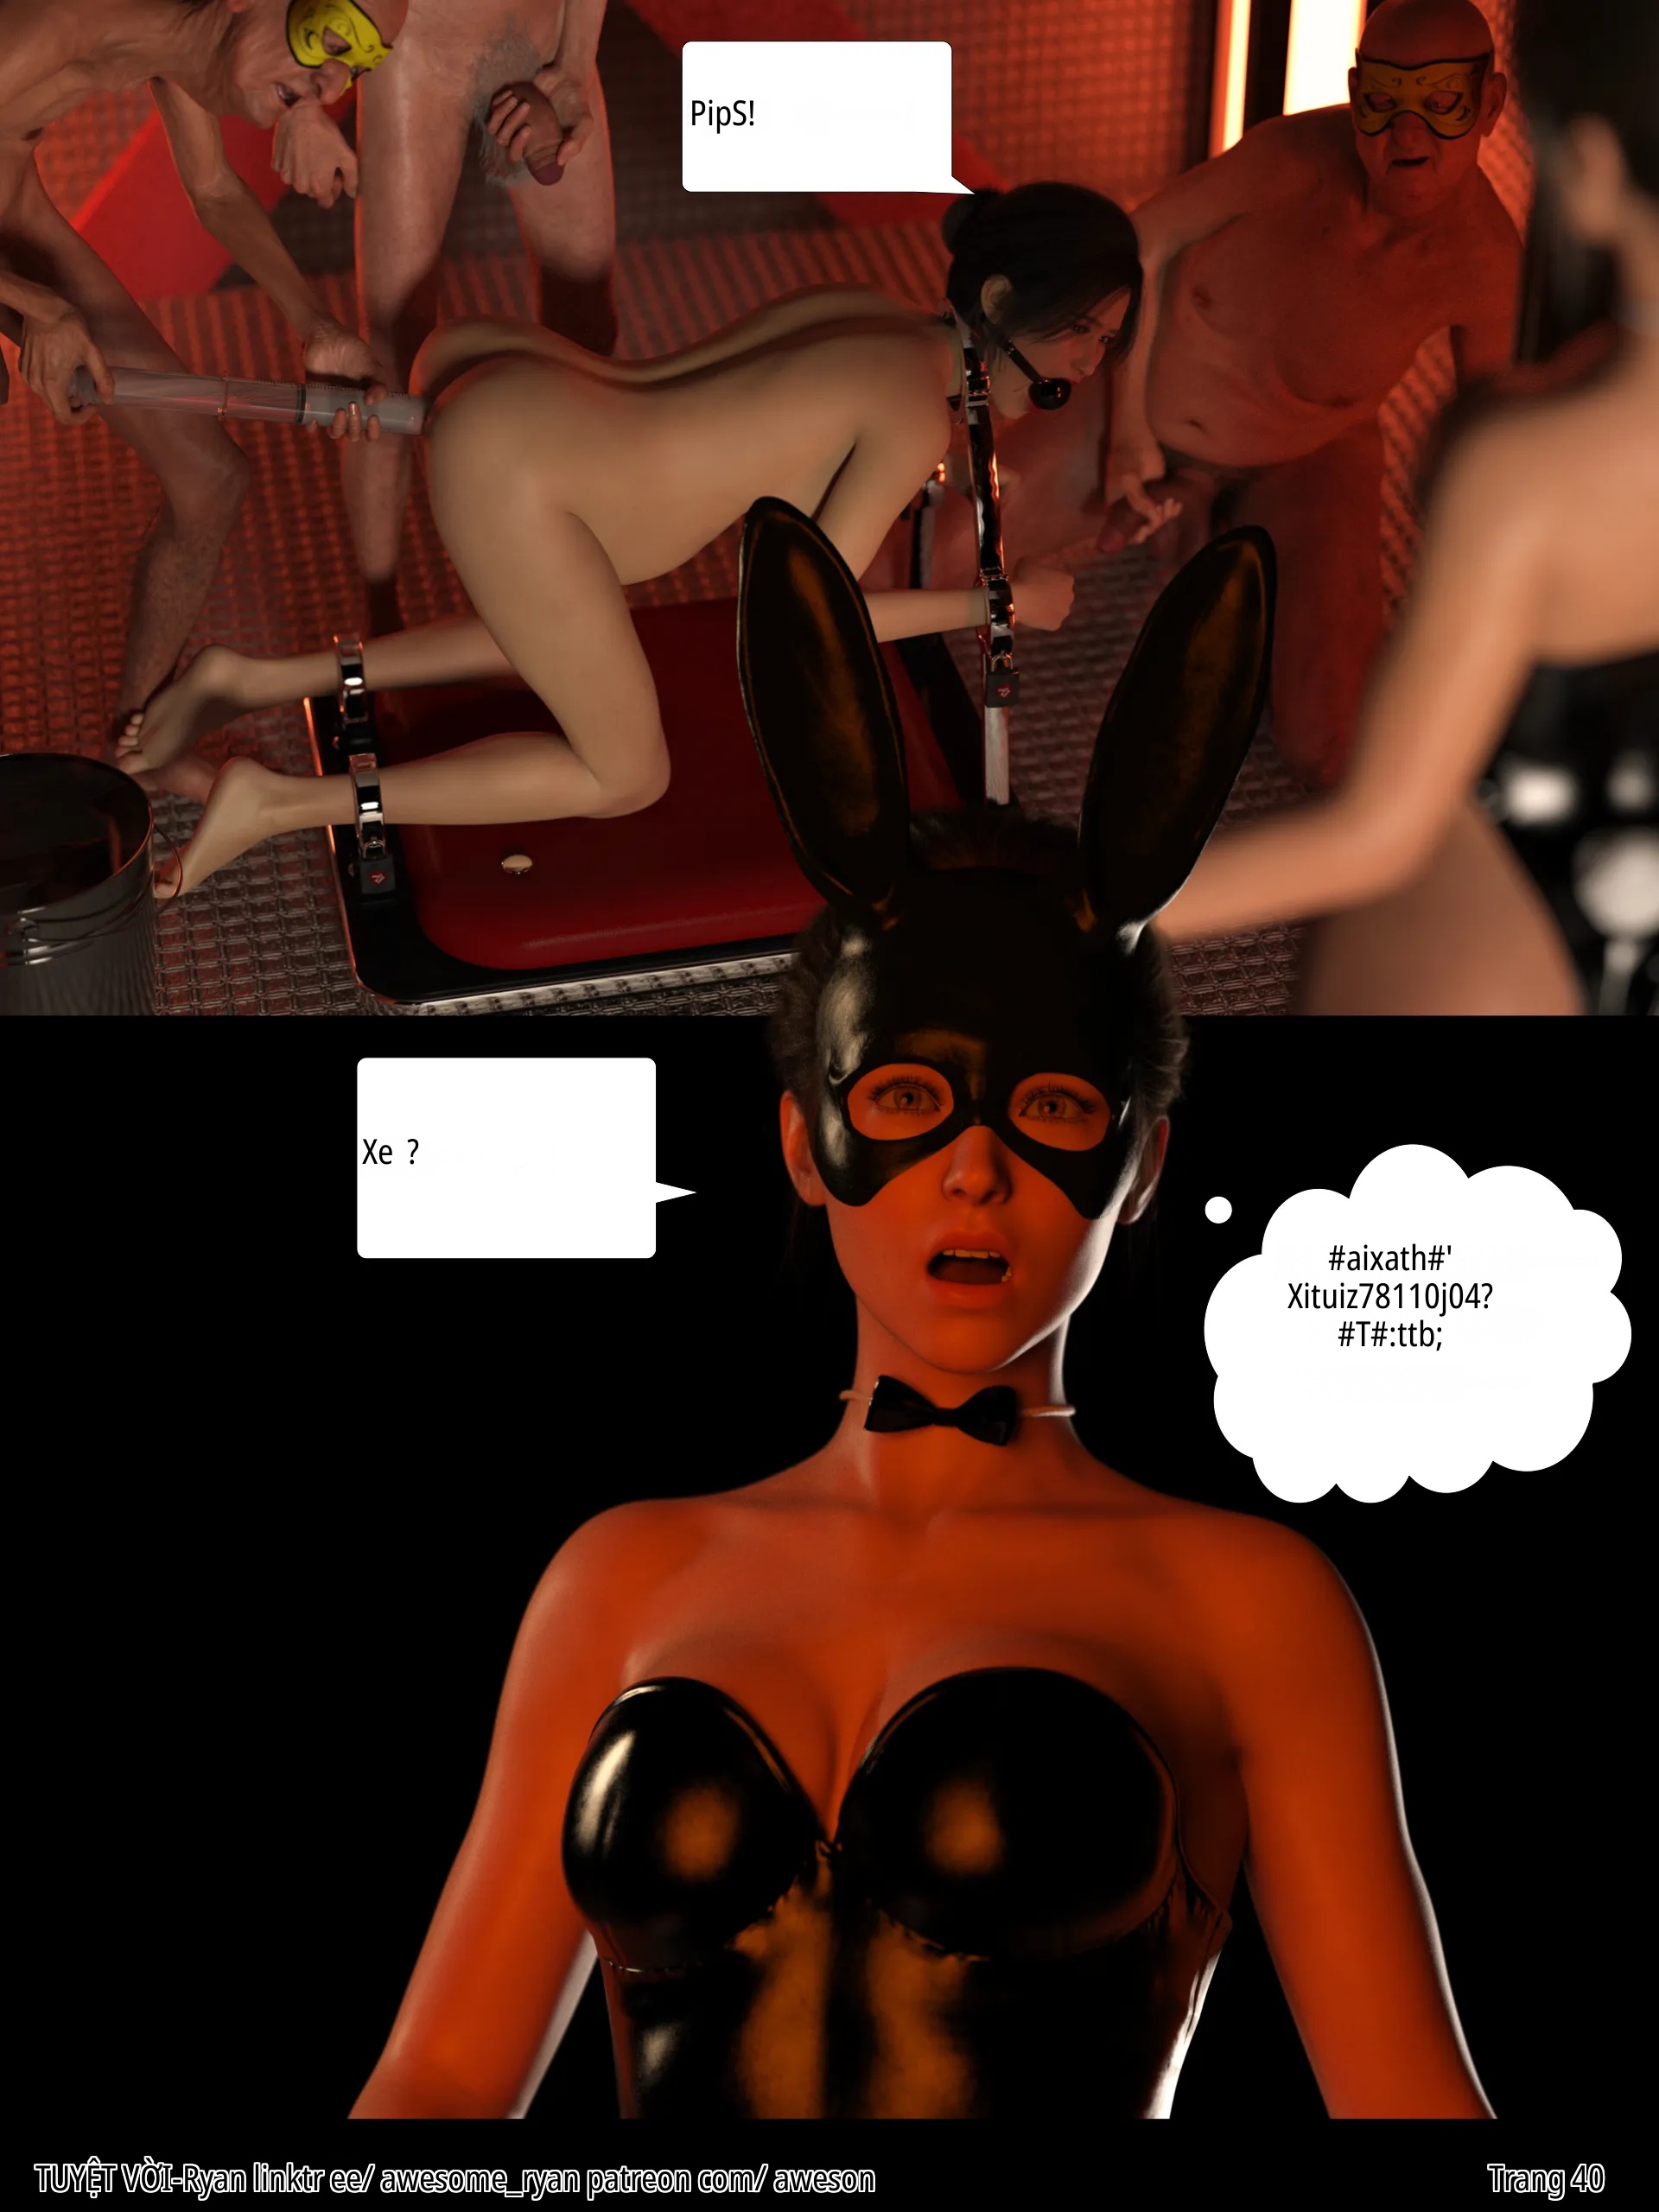 PipS!
Xe ?
#aixath#'
Xituiz78110j04?
#T#:ttb;
TUYỆT VỜI-Ryan linktr ee/ awesome_ryan patreon com/ aweson
Trang 40